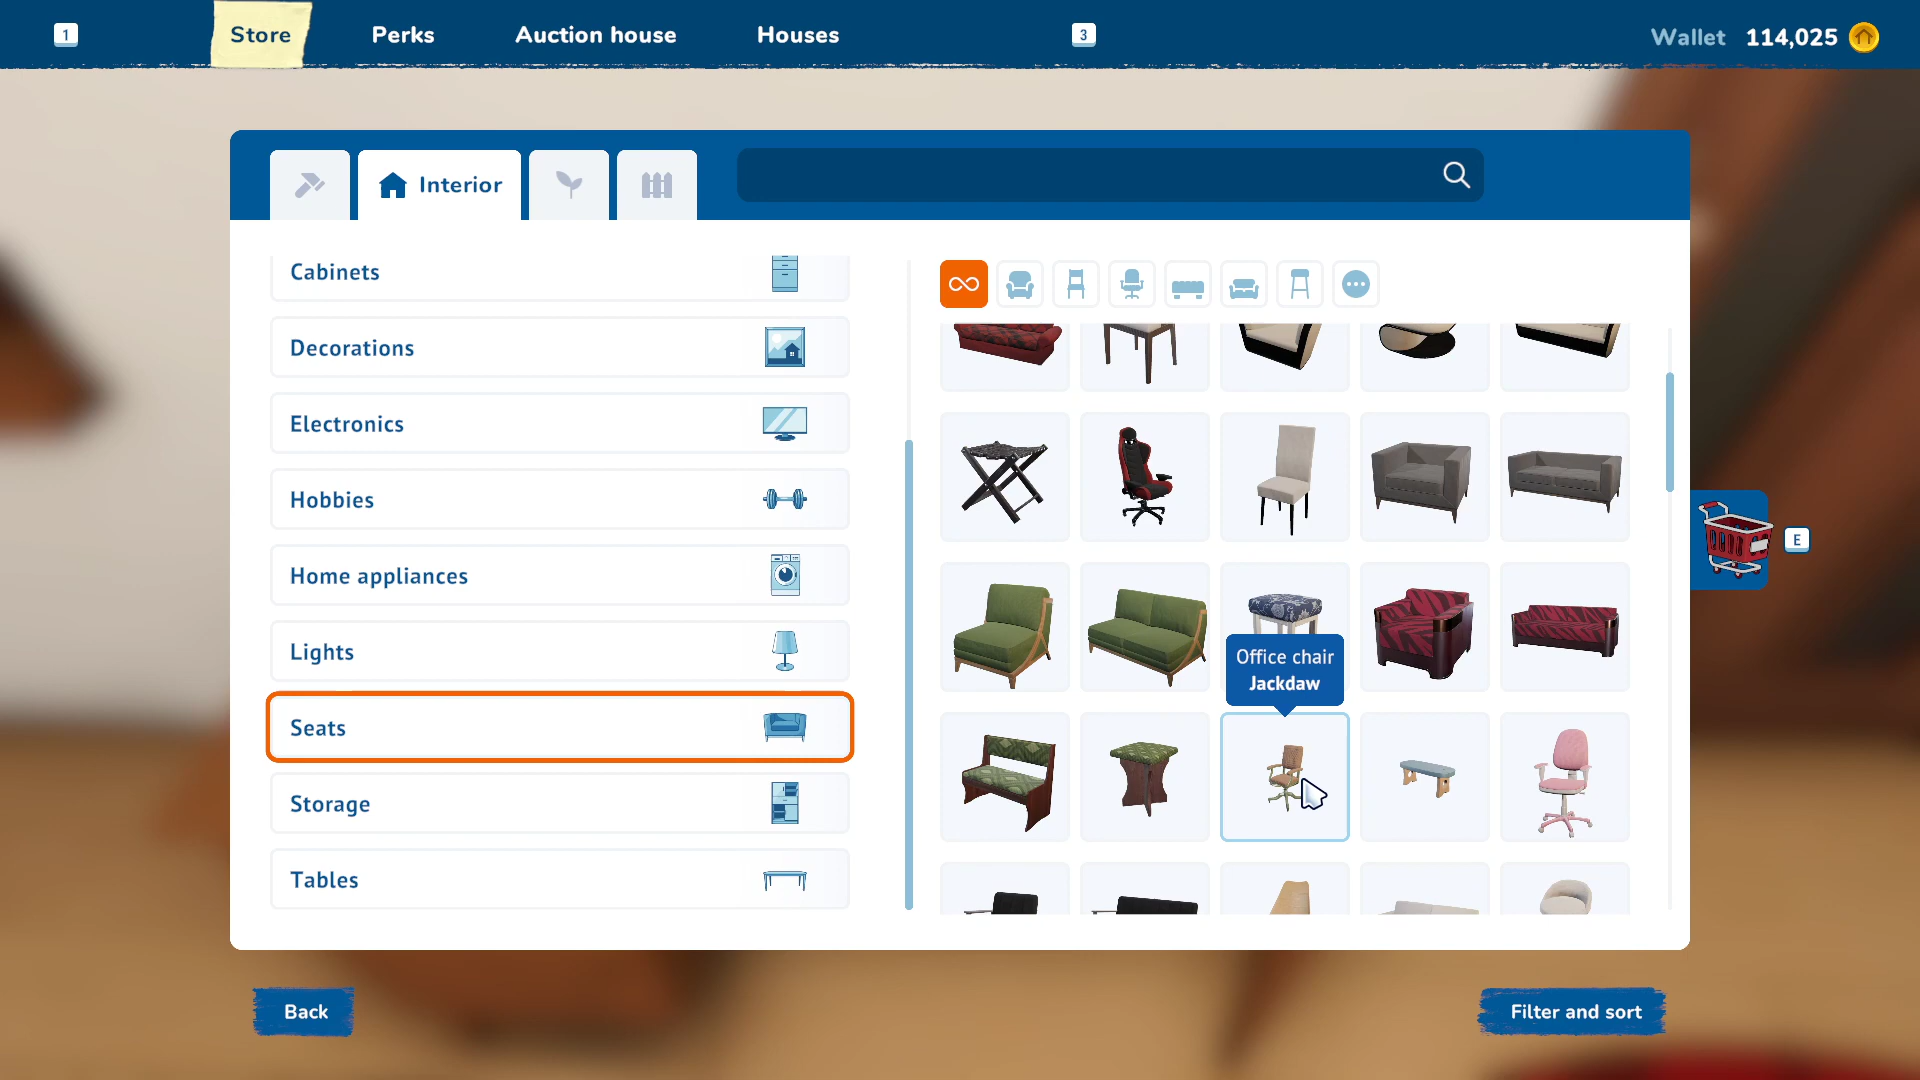 1
Store
Perks
Auction house
Houses
3
Wallet 114,025
Interior
Cabinets
Decorations
Electronics
Hobbies
Home appliances
Lights
Seats
Storage
Tables
Office chair
Jackdaw
E
Back
Filter and sort